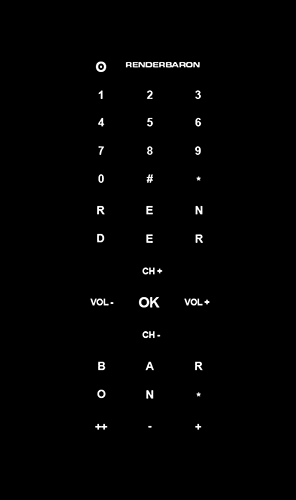 ⊙ RENDERBARON
1 2 3
4 5 6
7 8 9
0 # *
R E N
D E R
CH +
VOL - OK VOL +
CH -
B A R
O N *
++ - +